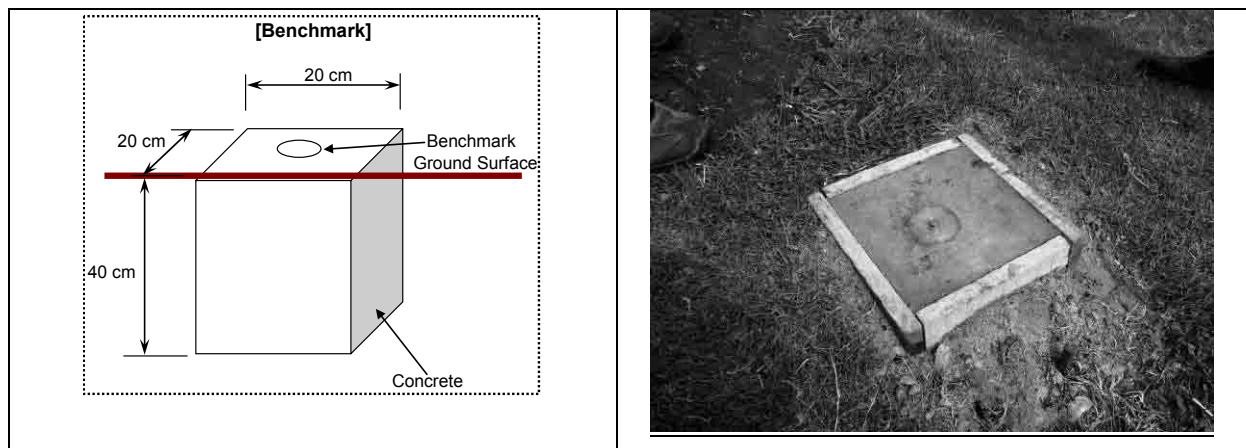 [Benchmark]
20 cm
20 cm
Benchmark
Ground Surface
40 cm
Concrete